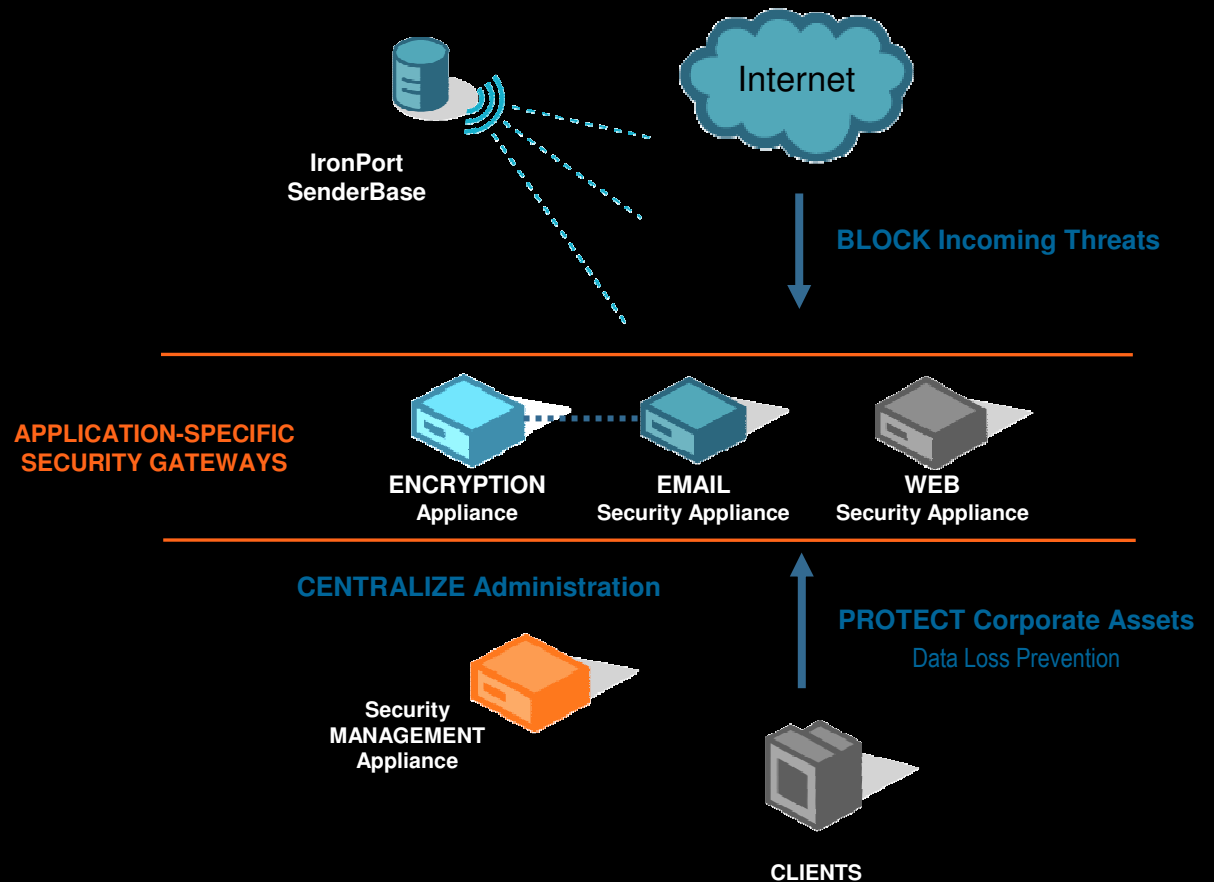 Internet
IronPort
SenderBase
BLOCK Incoming Threats
APPLICATION-SPECIFIC
SECURITY GATEWAYS
ENCRYPTION
Appliance
EMAIL
Security Appliance
WEB
Security Appliance
CENTRALIZE Administration
PROTECT Corporate Assets
Data Loss Prevention
Security
MANAGEMENT
Appliance
CLIENTS